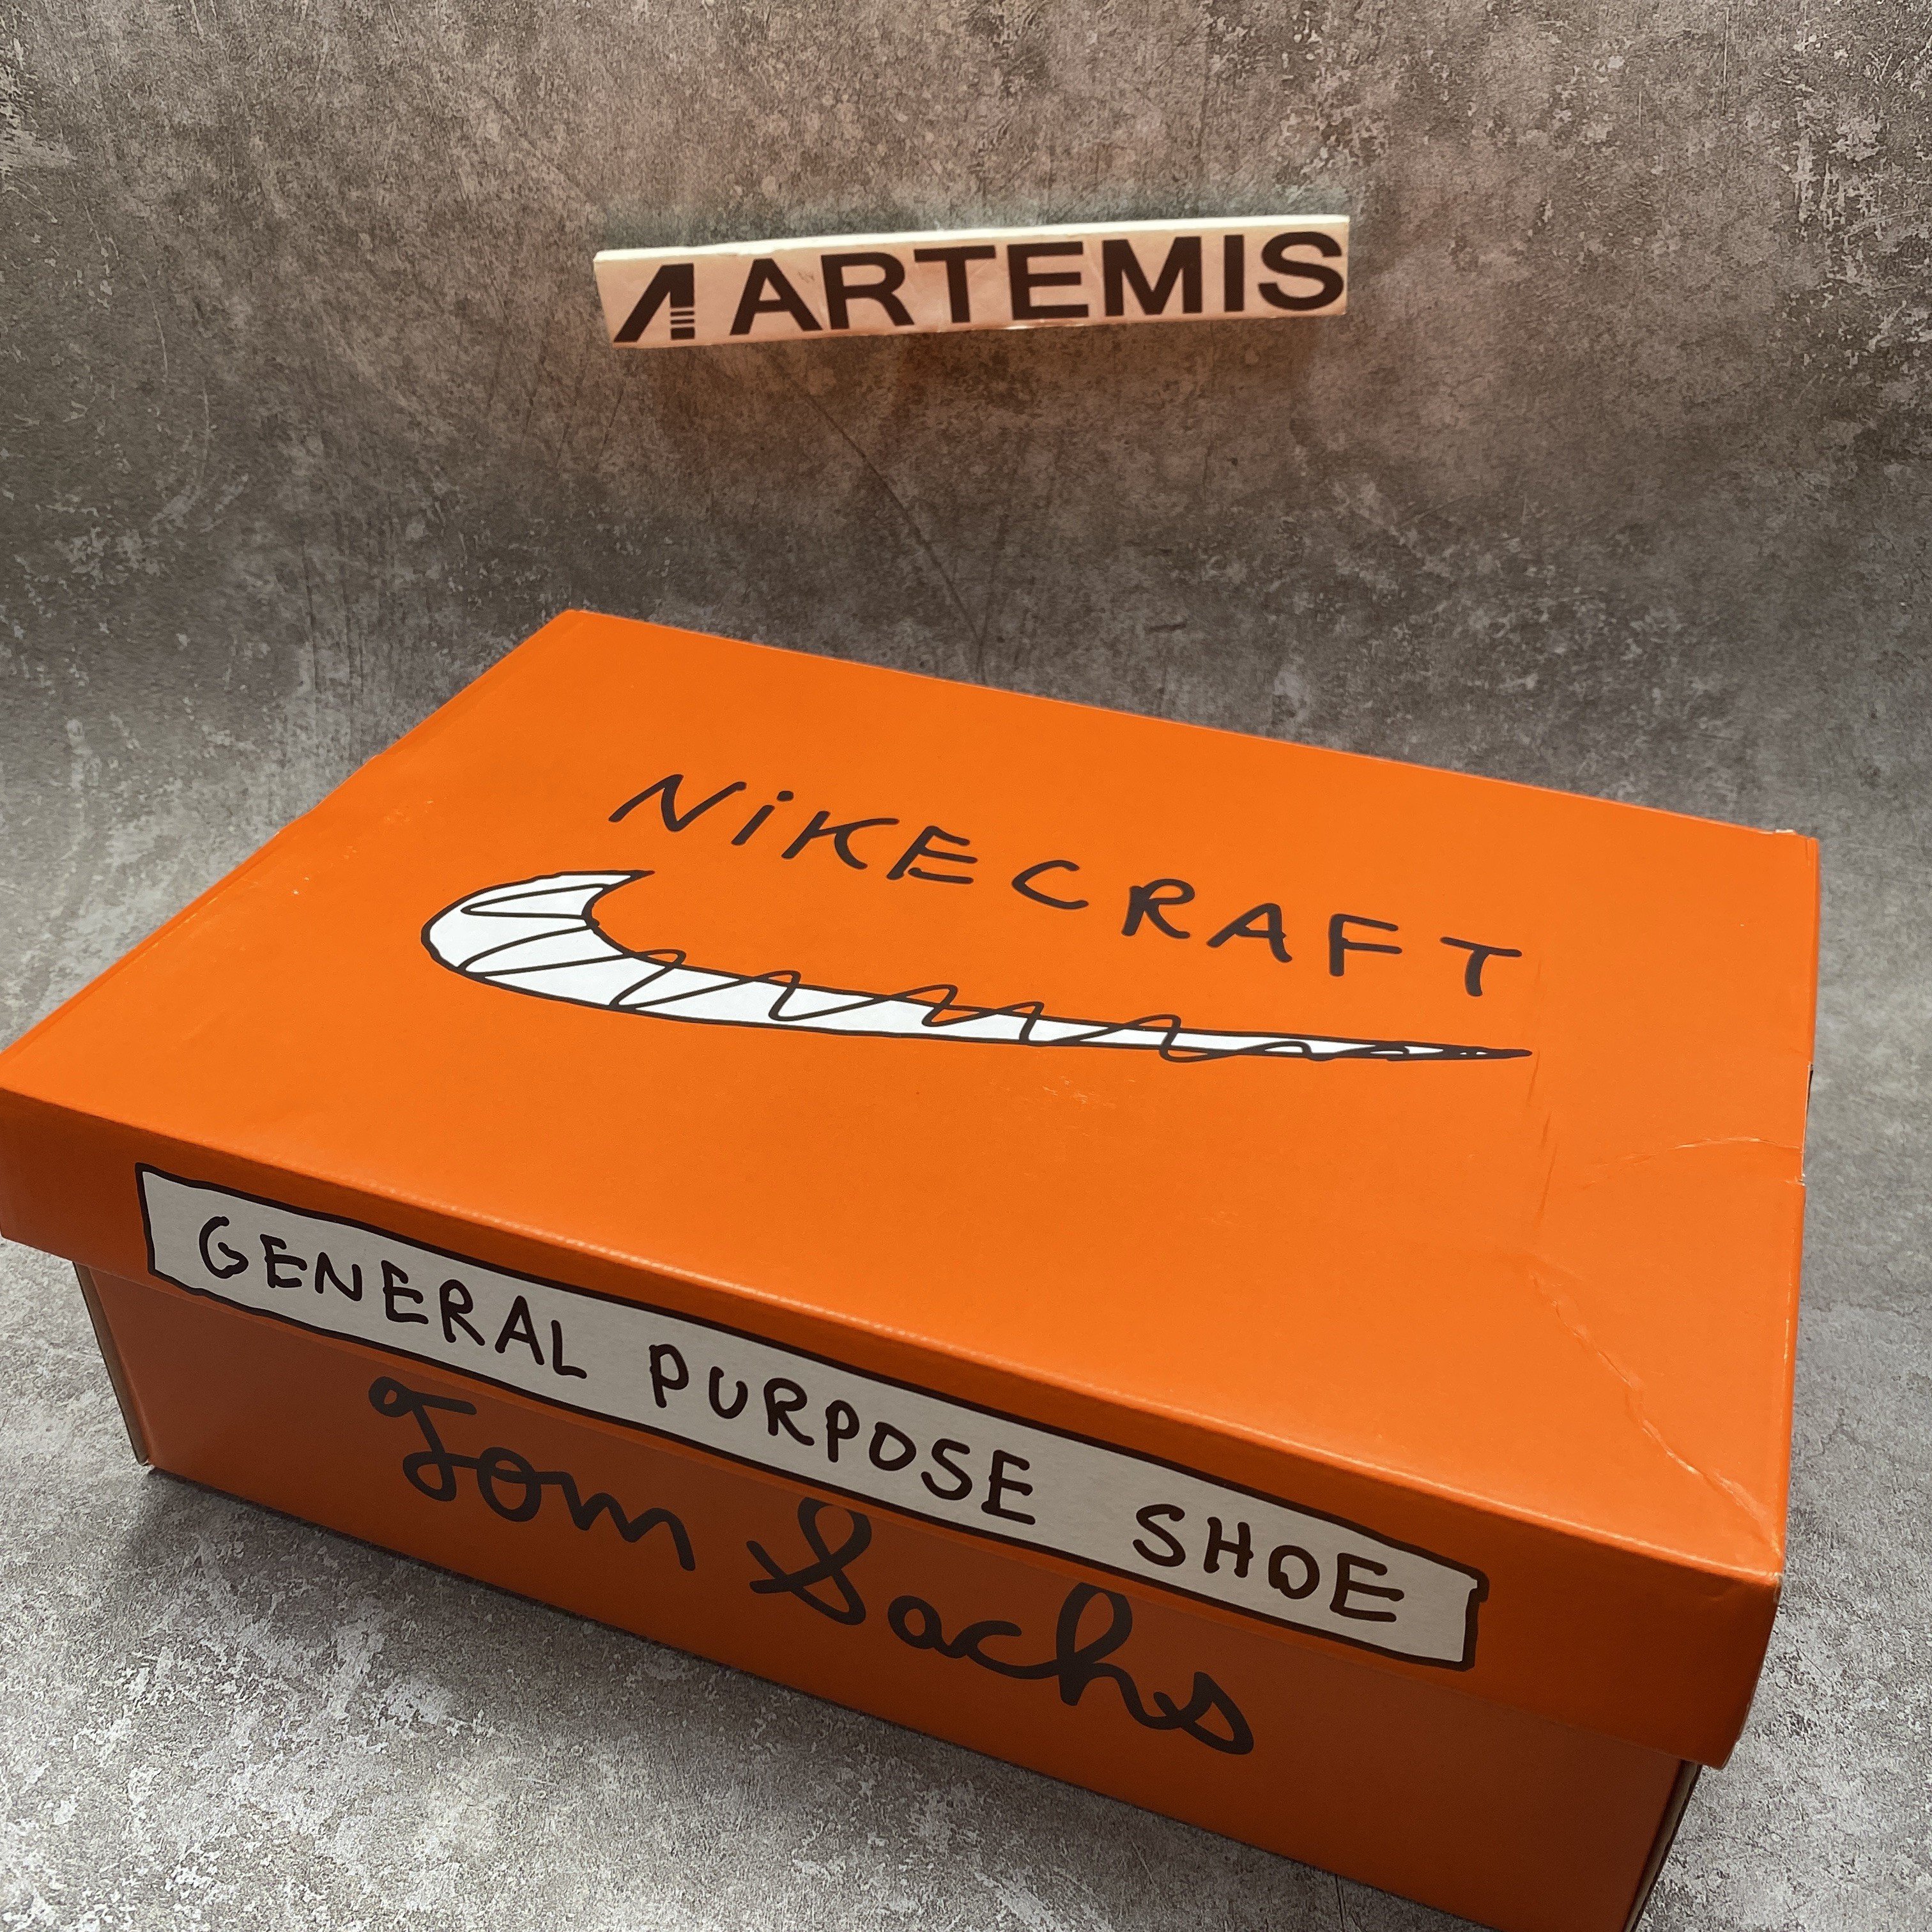 ARTEMIS
NiKECRAFT
GENERAL PURPOSE SHOE
Tom Sachs